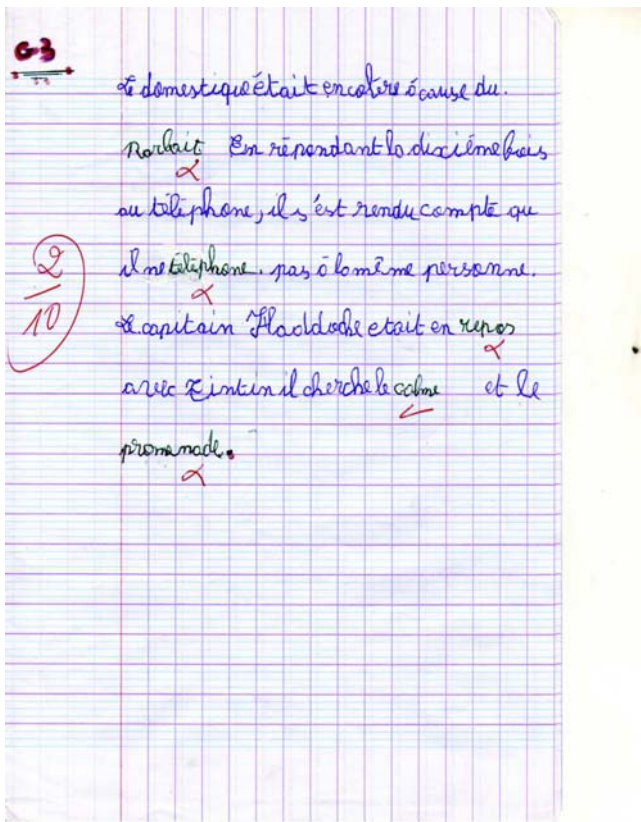 G3
Le domestique était en colère à cause du.
Norbait En répondant la dixième fois
au téléphone, il s'est rendu compte qu
il ne téléphone. pas à la même personne.
Le capitain Haddoche etait en repos
avec Tintin il cherche le calme et le
promenade.
2
10